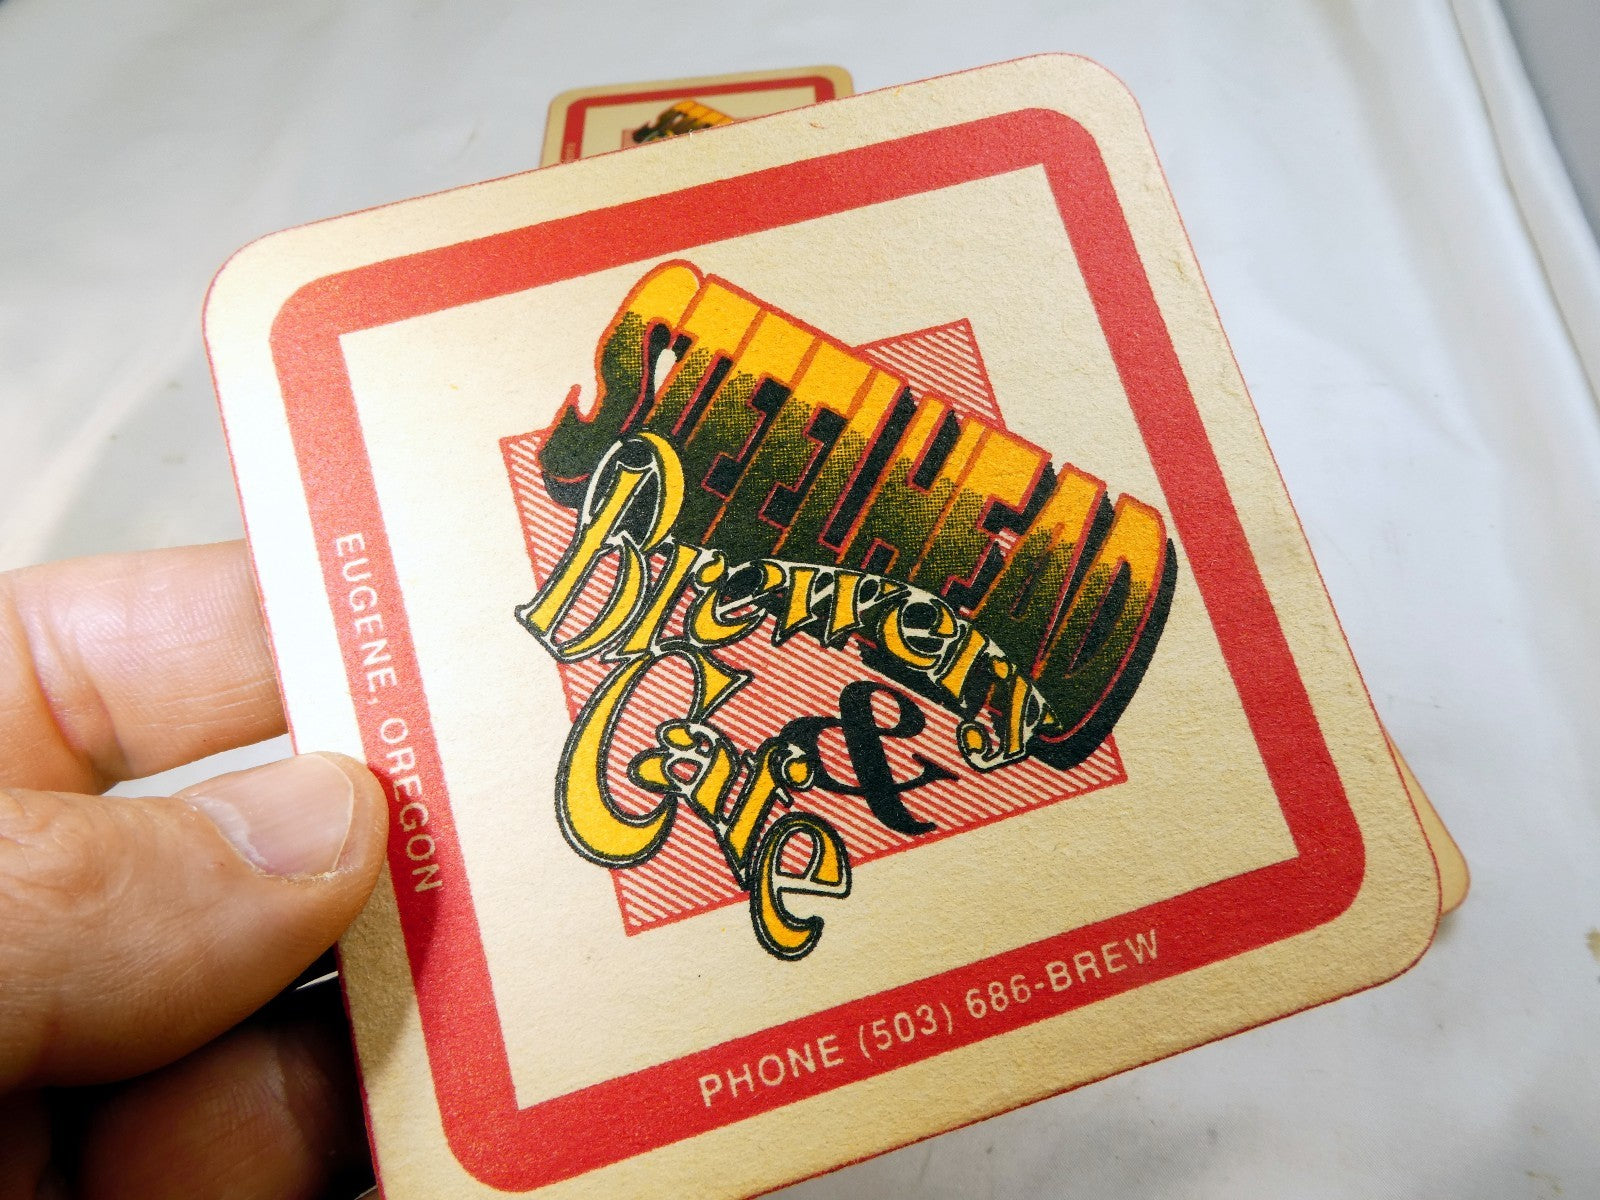 STEELHEAD
Brewery
& Cafe
EUGENE, OREGON
PHONE (503) 686-BREW